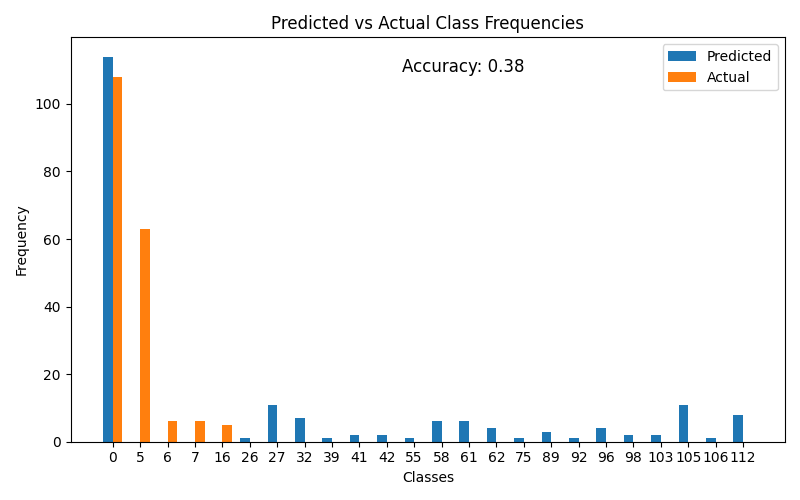 Predicted vs Actual Class Frequencies
Accuracy: 0.38
Predicted
Actual
Frequency
100
80
60
40
20
0
0 5 6 7 16 26 27 32 39 41 42 55 58 61 62 75 89 92 96 98 103 105 106 112
Classes